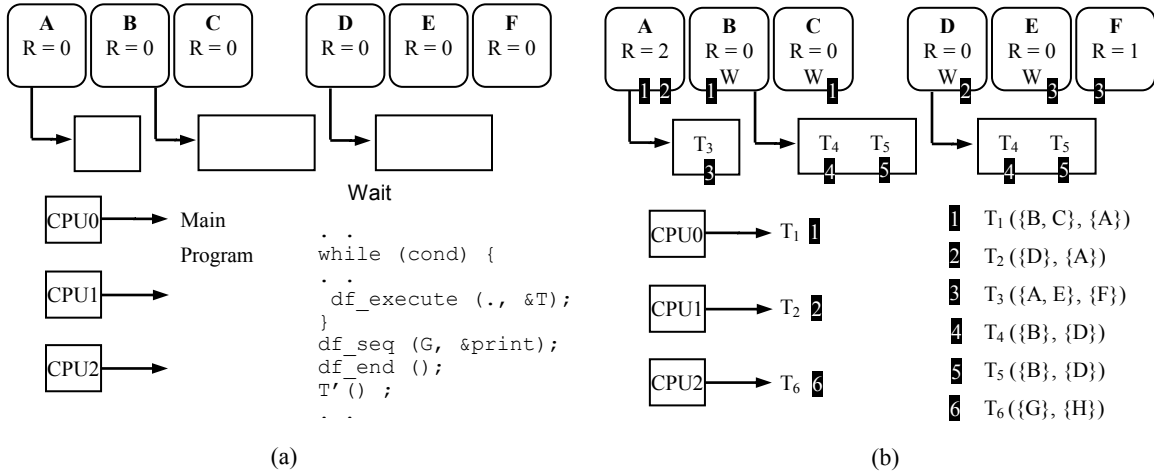 A B C D E F
R = 0 R = 0 R = 0 R = 0 R = 0 R = 0
Wait
CPU0 Main
Program
CPU1
CPU2
. .
while (cond) {
. .
df_execute (., &T);
}
df_seq (G, &print);
df_end ();
T’() ;
. .
(a)
A B C D E F
R = 2 R = 0 R = 0 R = 0 R = 0 R = 1
W W W W
1 2 1 1 2 3 3
T3 T4 T5 T4 T5
3 4 5 4 5
CPU0 T1 1
CPU1 T2 2
CPU2 T6 6
1 T1 ({B, C}, {A})
2 T2 ({D}, {A})
3 T3 ({A, E}, {F})
4 T4 ({B}, {D})
5 T5 ({B}, {D})
6 T6 ({G}, {H})
(b)